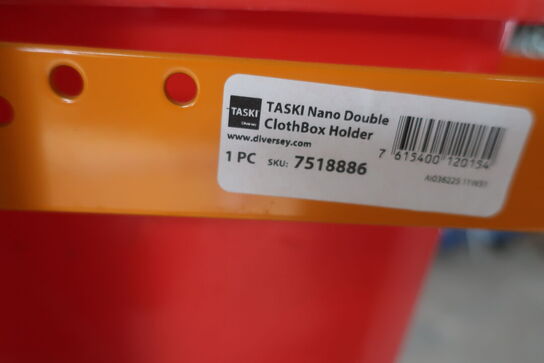 TASKI
TASKI Nano Double
ClothBox Holder
www.diversey.com
1 PC SKU: 7518886
7 615400 120154